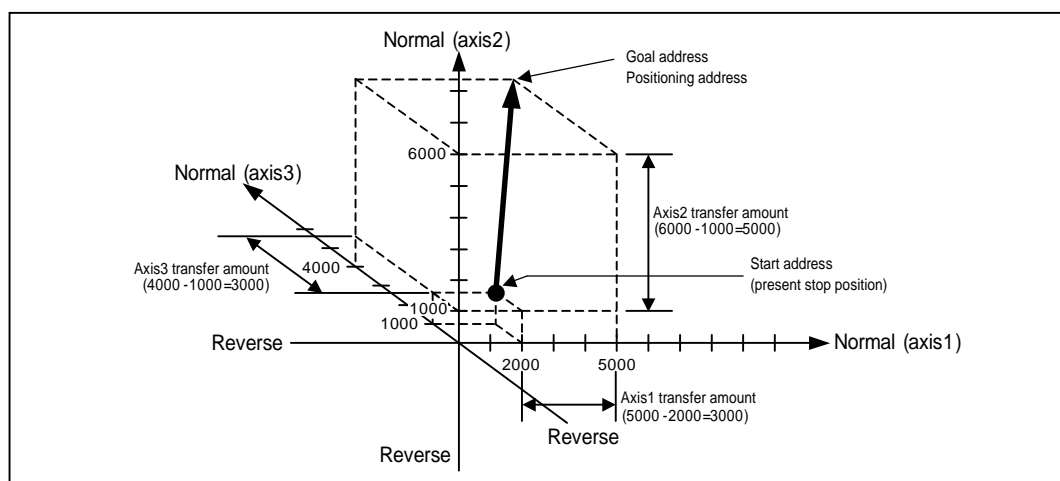 Normal (axis2)
Goal address
Positioning address
6000
Normal (axis3)
Axis2 transfer amount
(6000 -1000=5000)
4000
Axis3 transfer amount
(4000 -1000=3000)
Start address
(present stop position)
1000
1000
Reverse
Normal (axis1)
2000
5000
Axis1 transfer amount
(5000 -2000=3000)
Reverse
Reverse